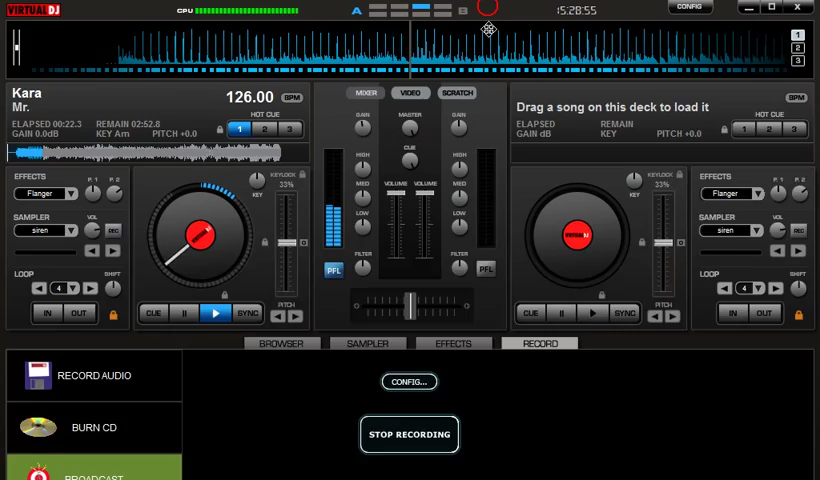 VIRTUAL DJ
CPU
A
B
15:28:55
CONFIG
1
2
3
Kara
Mr.
126.00 BPM
ELAPSED 00:22.3 REMAIN 02:52.8
GAIN 0.0dB KEY Am PITCH +0.0
HOT CUE
1 2 3
MIXER VIDEO SCRATCH
Drag a song on this deck to load it
BPM
ELAPSED REMAIN
GAIN dB KEY PITCH +0.0
HOT CUE
1 2 3
EFFECTS P. 1 P. 2
Flanger
SAMPLER VOL
siren REC
LOOP SHIFT
4
IN OUT
KEYLOCK
33%
KEY
CUE SYNC
PITCH
GAIN MASTER GAIN
CUE
HIGH HIGH
MED VOLUME VOLUME MED
LOW LOW
FILTER FILTER
PFL PFL
VIRTUALDJ
KEYLOCK
33%
KEY
CUE SYNC
PITCH
EFFECTS P. 1 P. 2
Flanger
SAMPLER VOL
siren REC
LOOP SHIFT
4
IN OUT
BROWSER SAMPLER EFFECTS RECORD
RECORD AUDIO
BURN CD
BROADCAST
CONFIG...
STOP RECORDING